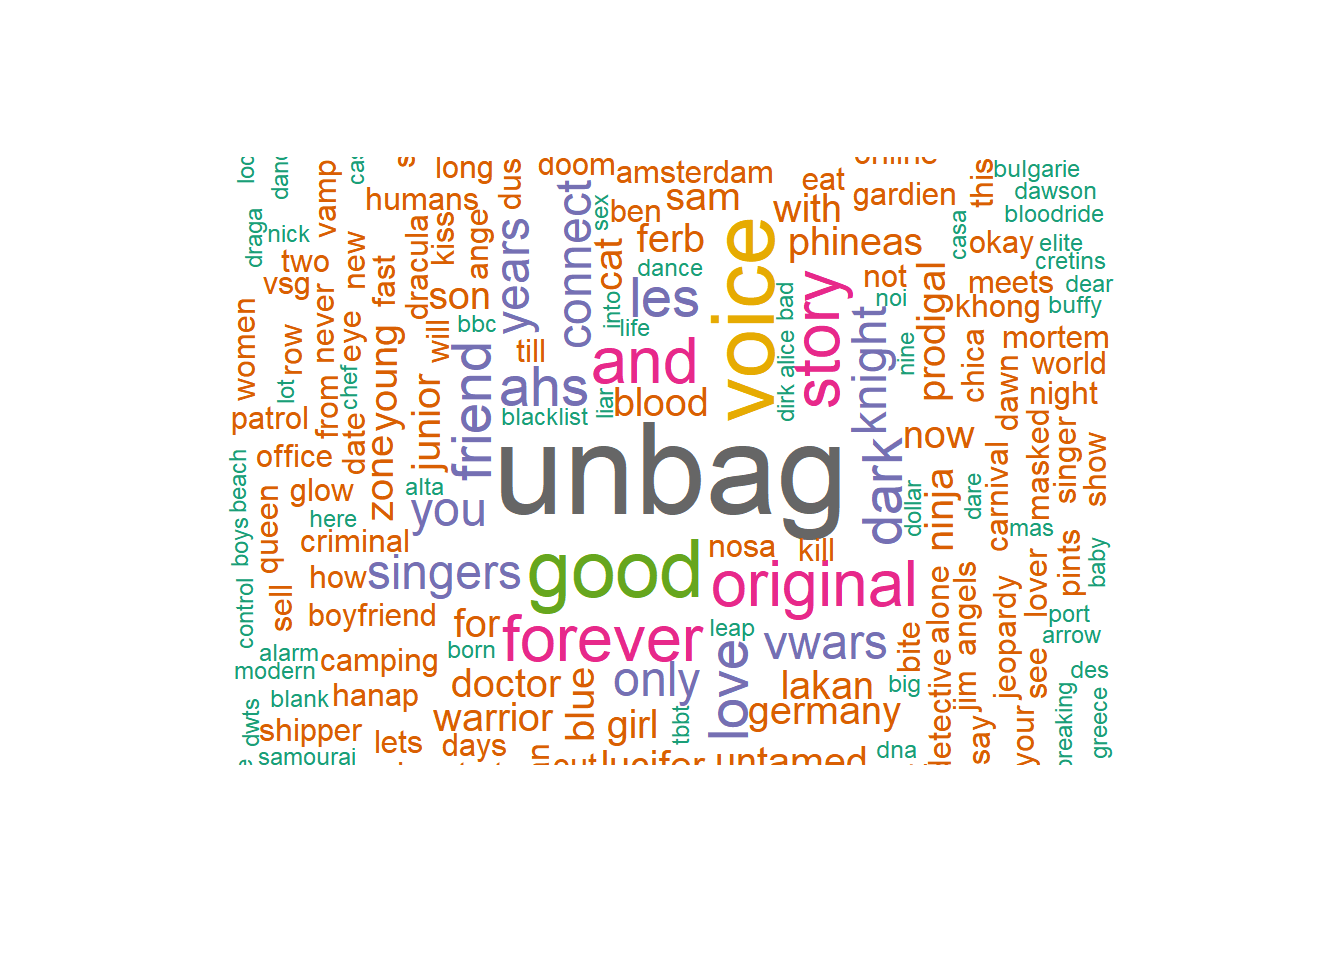 long
doom
amsterdam
eat
this
bulgarie
vamp
humans
dus
sex
ben
sam
with
gardien
dawson
bloodride
draga
nick
two
vsg
new
fast
dracula
kiss
ange
years
connect
cat
ferb
dance
voice
phineas
not
noi
casa
okay
elite
cretins
meets
dear
khong
buffy
women
row
never
son
bbc
will
into
life
les
bad
story
knight
nine
prodigal
chica
mortem
world
lot
from
chef
eye
young
till
and
alice
dirk
dawn
night
patrol
date
junior
friend
ahs
blacklist
liar
blood
now
office
zone
unbag
dark
carnival
masked
singer
show
beach
boys
queen
glow
alta
you
dollar
ninja
dare
mas
here
criminal
good
nosa
kill
pints
baby
control
sell
how
singers
original
boyfriend
for
forever
leap
vwars
bite
alone
angels
jeopardy
lover
port
arrow
alarm
modern
camping
born
doctor
only
love
lakan
big
detective
jim
see
des
dwts
blank
hanap
warrior
blue
girl
tbbt
germany
say
your
breaking
greece
shipper
lets
days
dna
samourai
lucifer
untamed